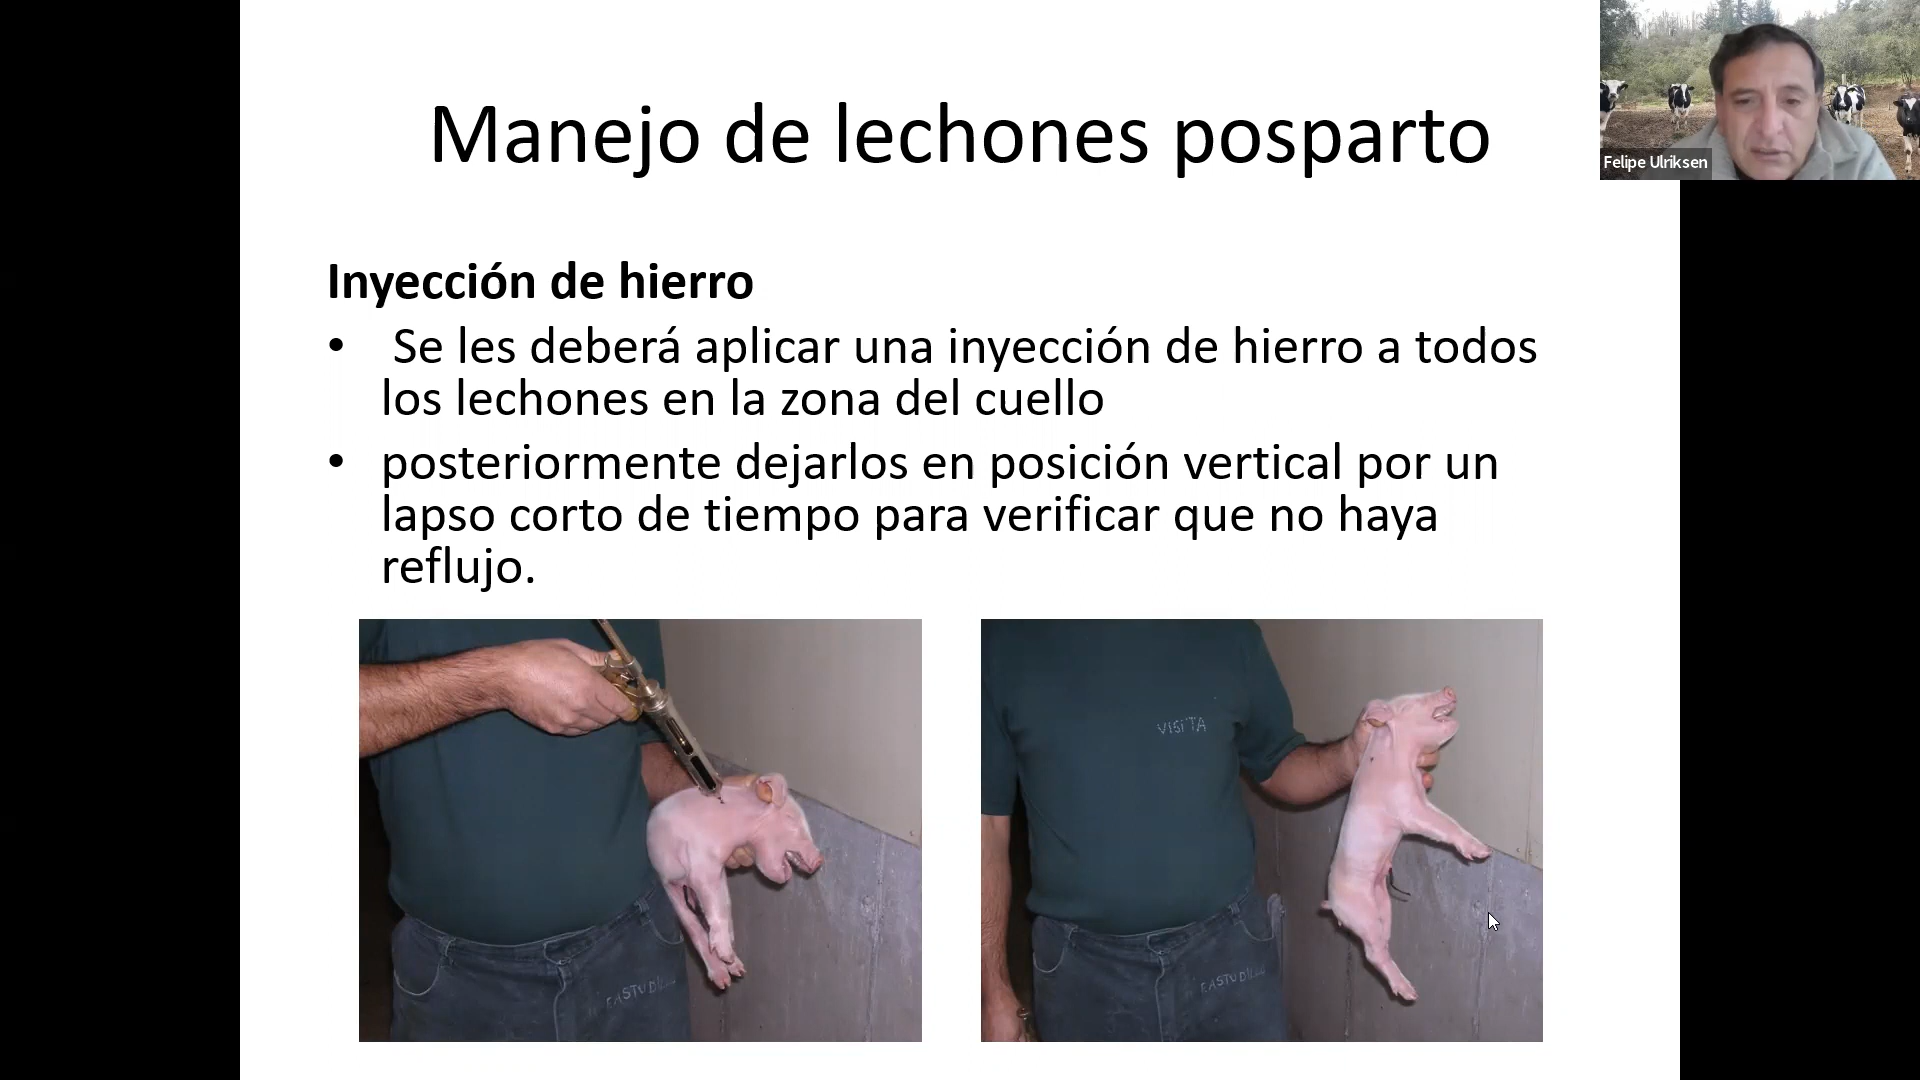 Manejo de lechones posparto
Felipe Ulriksen
Inyección de hierro
• Se les deberá aplicar una inyección de hierro a todos
los lechones en la zona del cuello
• posteriormente dejarlos en posición vertical por un
lapso corto de tiempo para verificar que no haya
reflujo.
VISITA